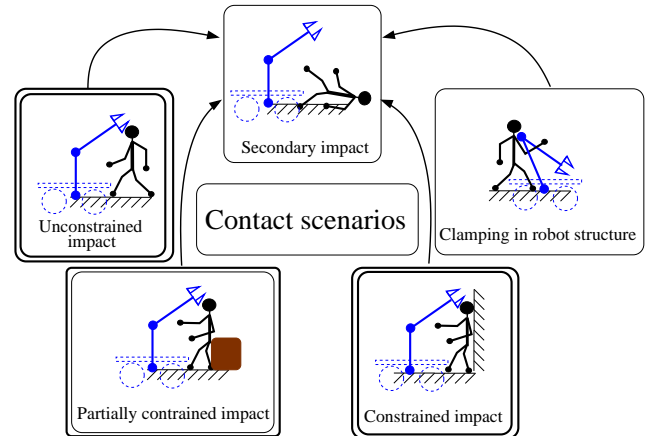 Secondary impact
Unconstrained
impact
Contact scenarios
Clamping in robot structure
Partially contrained impact
Constrained impact